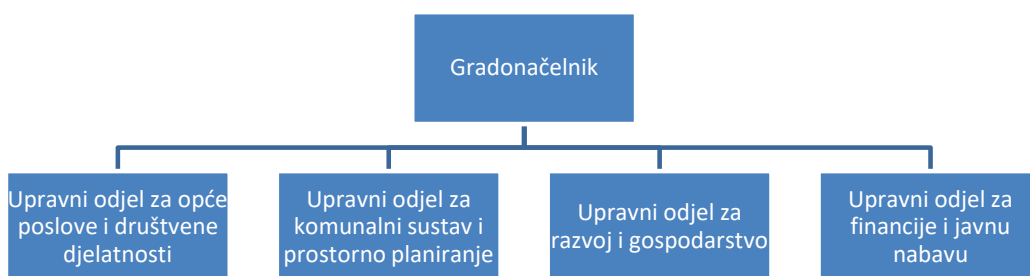 Gradonačelnik
Upravni odjel za opće
poslove i društvene
djelatnosti
Upravni odjel za
komunalni sustav i
prostorno planiranje
Upravni odjel za
razvoj i gospodarstvo
Upravni odjel za
financije i javnu
nabavu